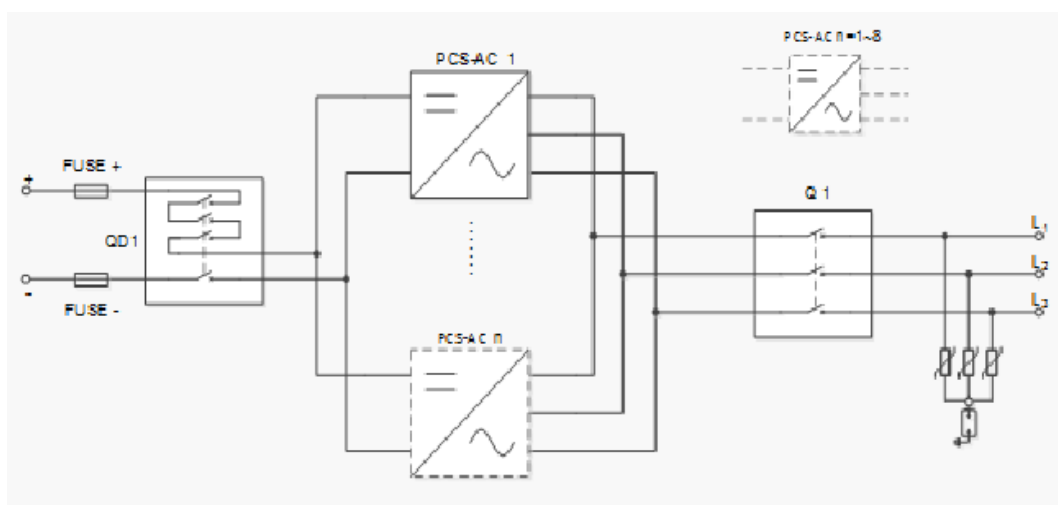 PCS-AC n=1~8
PCS-AC 1
FUSE +
+
QD1
-
FUSE -
Q1
L1
L2
L3
PCS-AC n